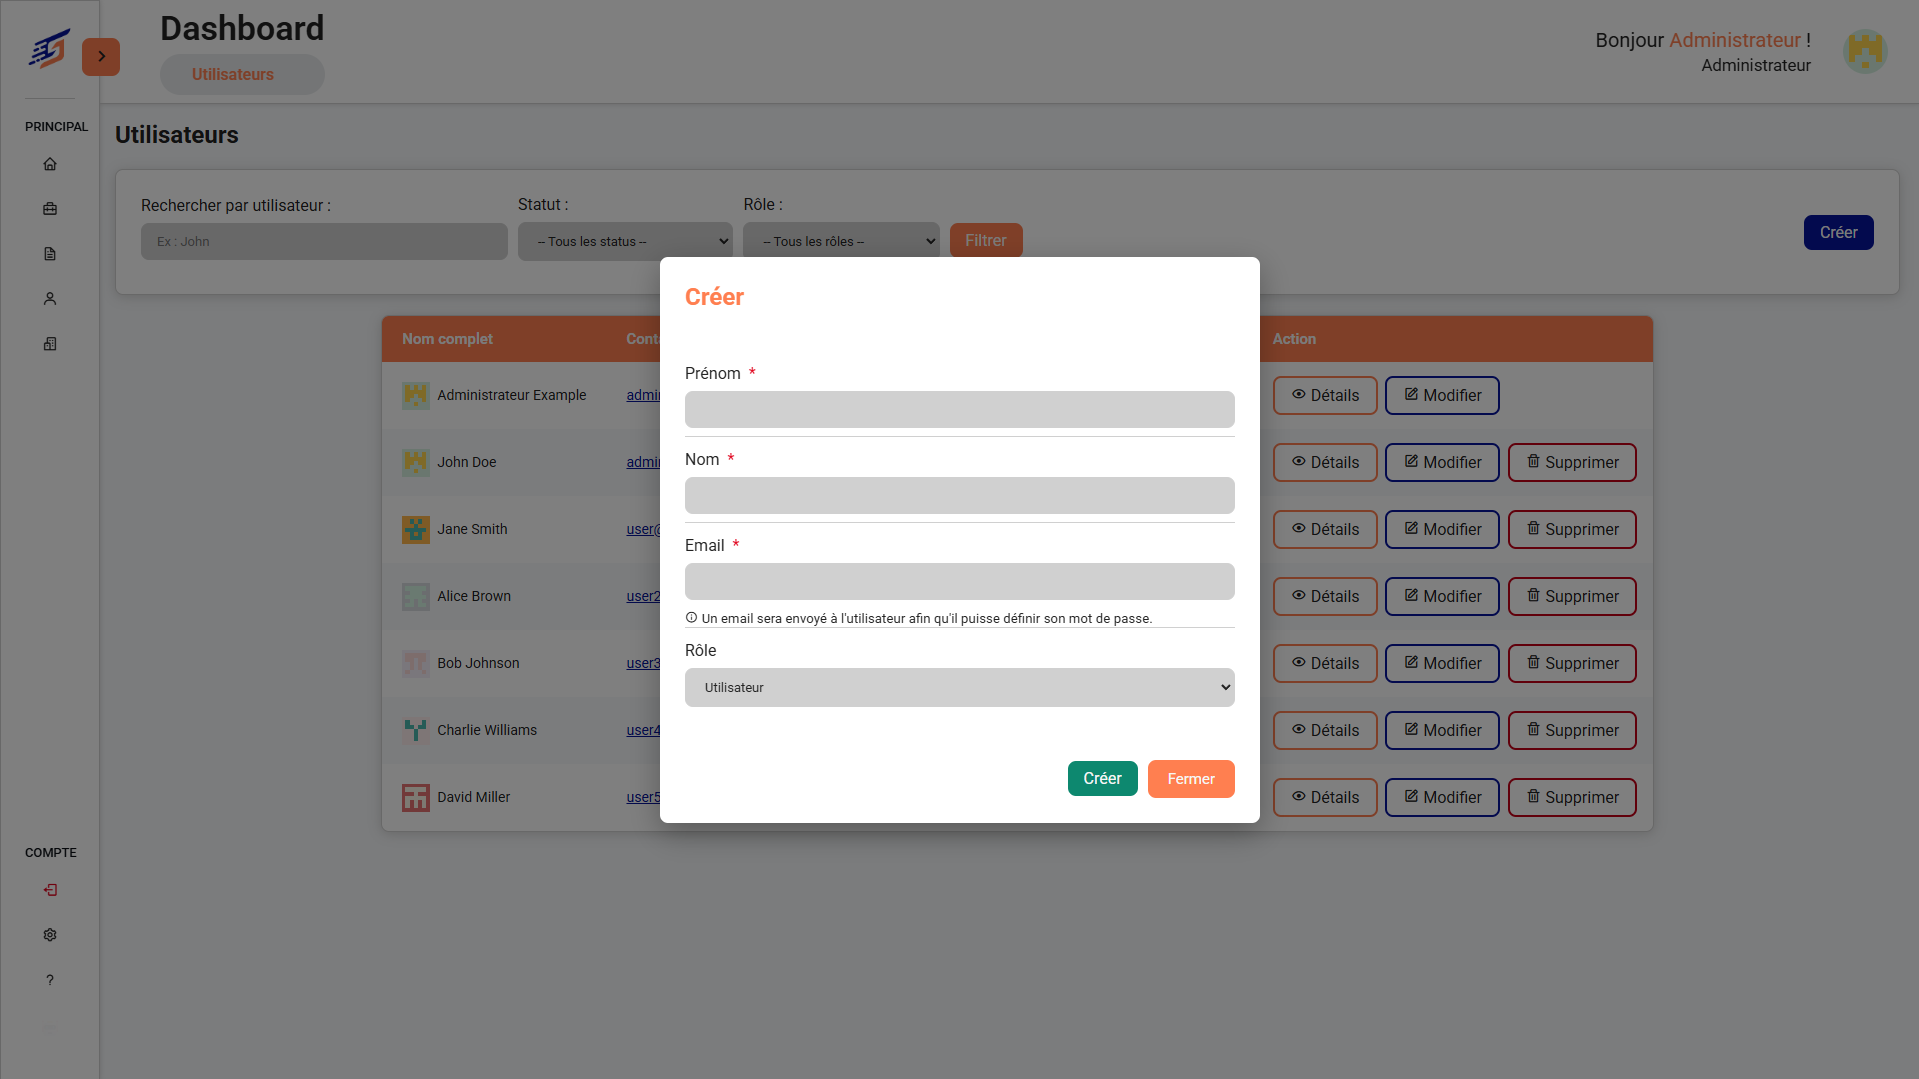 Dashboard
Utilisateurs
Bonjour Administrateur !
Administrateur
PRINCIPAL
COMPTE
?
Utilisateurs
Rechercher par utilisateur :
Ex : John
Statut :
-- Tous les status --
Rôle :
-- Tous les rôles --
Filtrer
Créer
Nom complet
Action
Administrateur Example
Détails
Modifier
John Doe
Détails
Modifier
Supprimer
Jane Smith
Détails
Modifier
Supprimer
Alice Brown
user2
Détails
Modifier
Supprimer
Bob Johnson
user3
Détails
Modifier
Supprimer
Charlie Williams
user4
Détails
Modifier
Supprimer
David Miller
user5
Détails
Modifier
Supprimer
Créer
Prénom *
Nom *
Email *
Un email sera envoyé à l'utilisateur afin qu'il puisse définir son mot de passe.
Rôle
Utilisateur
Créer
Fermer